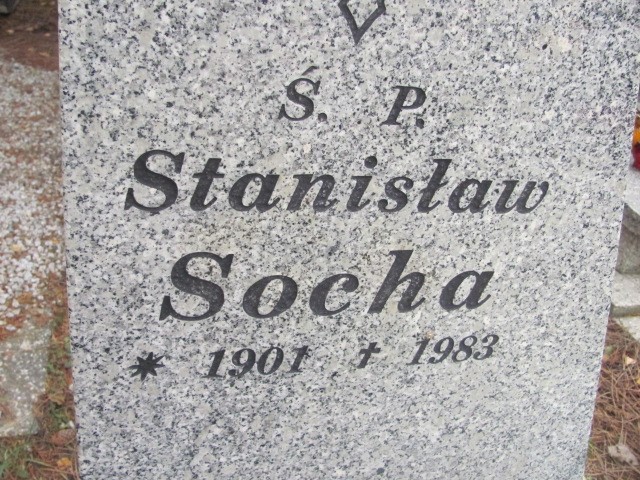 Ś. P.
Stanisław
Socha
* 1901 † 1983